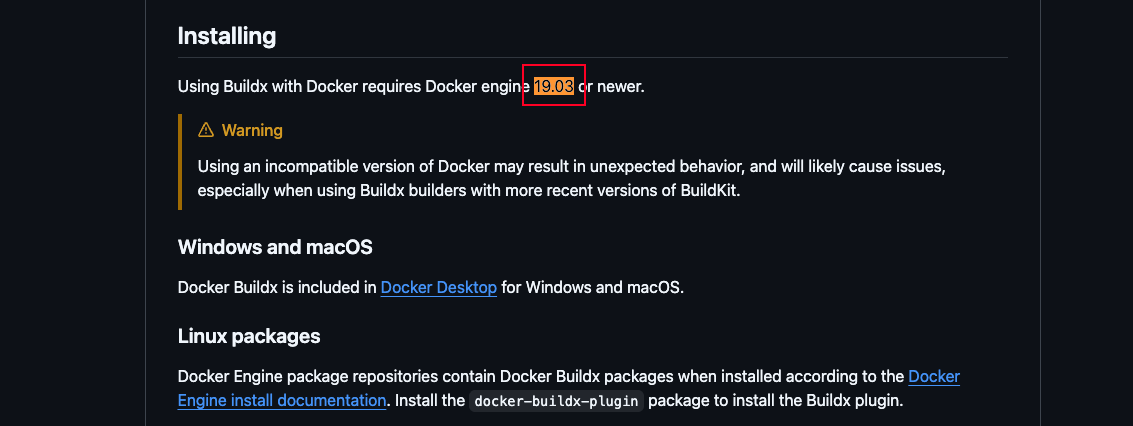 Installing
Using Buildx with Docker requires Docker engine 19.03 or newer.
Warning
Using an incompatible version of Docker may result in unexpected behavior, and will likely cause issues,
especially when using Buildx builders with more recent versions of BuildKit.
Windows and macOS
Docker Buildx is included in Docker Desktop for Windows and macOS.
Linux packages
Docker Engine package repositories contain Docker Buildx packages when installed according to the Docker
Engine install documentation. Install the docker-buildx-plugin package to install the Buildx plugin.